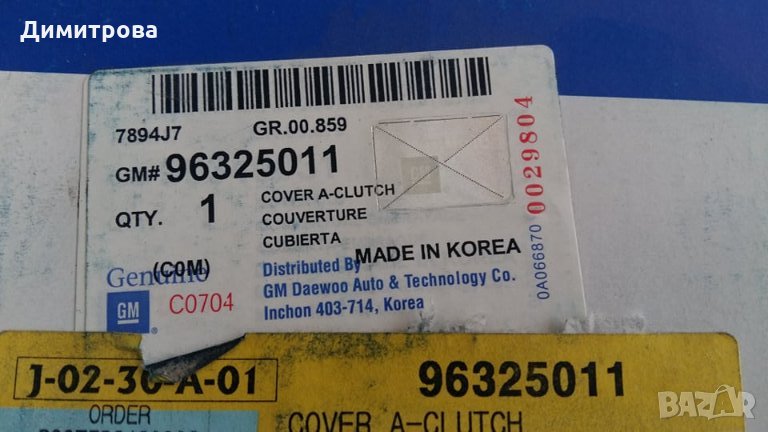 Димитрова
7894J7 GR.00.859
GM# 96325011
QTY. 1
COVER A-CLUTCH
COUVERTURE
CUBIERTA
MADE IN KOREA
(COM)
Genuine
GM
C0704
Distributed By
GM Daewoo Auto & Technology Co.
Inchon 403-714, Korea
0A066870 0029804
GM
J-02-30-A-01
96325011
ORDER
COVER A-CLUTCH
BAZAR